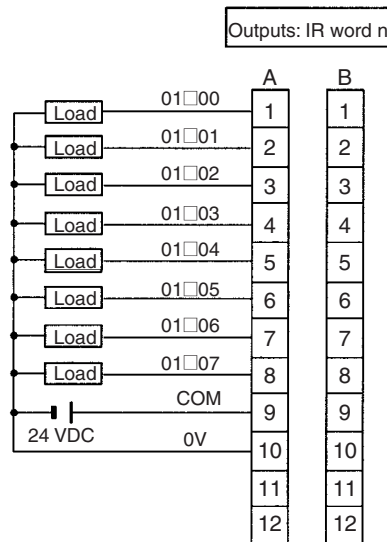 Outputs: IR word n
A B
Load 01□00 1 1
Load 01□01 2 2
Load 01□02 3 3
Load 01□03 4 4
Load 01□04 5 5
Load 01□05 6 6
Load 01□06 7 7
Load 01□07 8 8
COM 9 9
24 VDC 0V 10 10
11 11
12 12